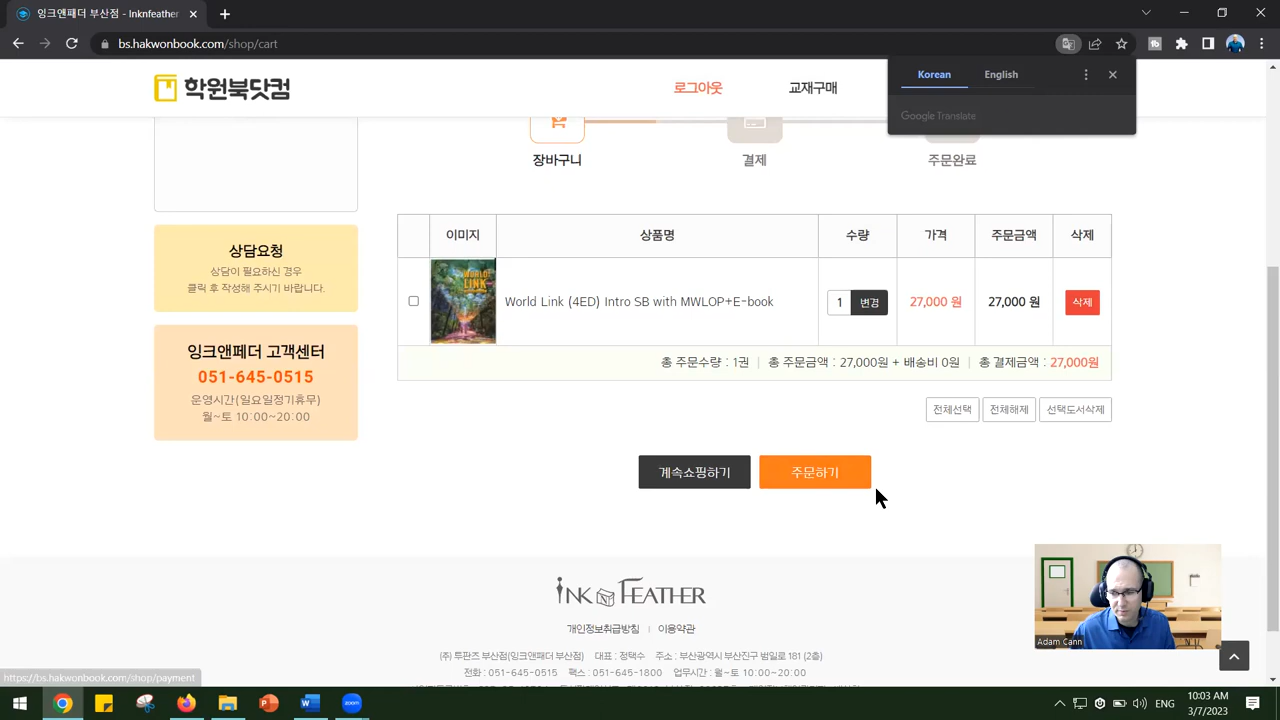 잉크앤페더 부산점 - 잉크앤페
bs.hakwonbook.com/shop/cart
학원북닷컴
로그아웃
교재구매
Korean
English
Google Translate
장바구니
결제
주문완료
상담요청
상담이 필요하신 경우
클릭 후 작성해 주시기 바랍니다.
잉크앤페더 고객센터
051-645-0515
운영시간(일요일정기휴무)
월~토 10:00~20:00
이미지
상품명
수량
가격
주문금액
삭제
WORLD
LINK
World Link (4ED) Intro SB with MWLOP+E-book
1
변경
27,000 원
27,000 원
삭제
총 주문수량 : 1권 | 총 주문금액 : 27,000원 + 배송비 0원 | 총 결제금액 : 27,000원
전체선택
전체해제
선택도서삭제
계속쇼핑하기
주문하기
INK FEATHER
개인정보취급방침 | 이용약관
(주) 투판즈 부산점(잉크앤페더 부산점) 대표 : 정택수 주소 : 부산광역시 부산진구 범일로 181 (2층)
전화 : 051-645-0515 팩스 : 051-645-1800 업무시간 : 월~토 10:00~20:00
Adam Cann
https://bs.hakwonbook.com/shop/payment
zoom
ENG
10:03 AM
3/7/2023